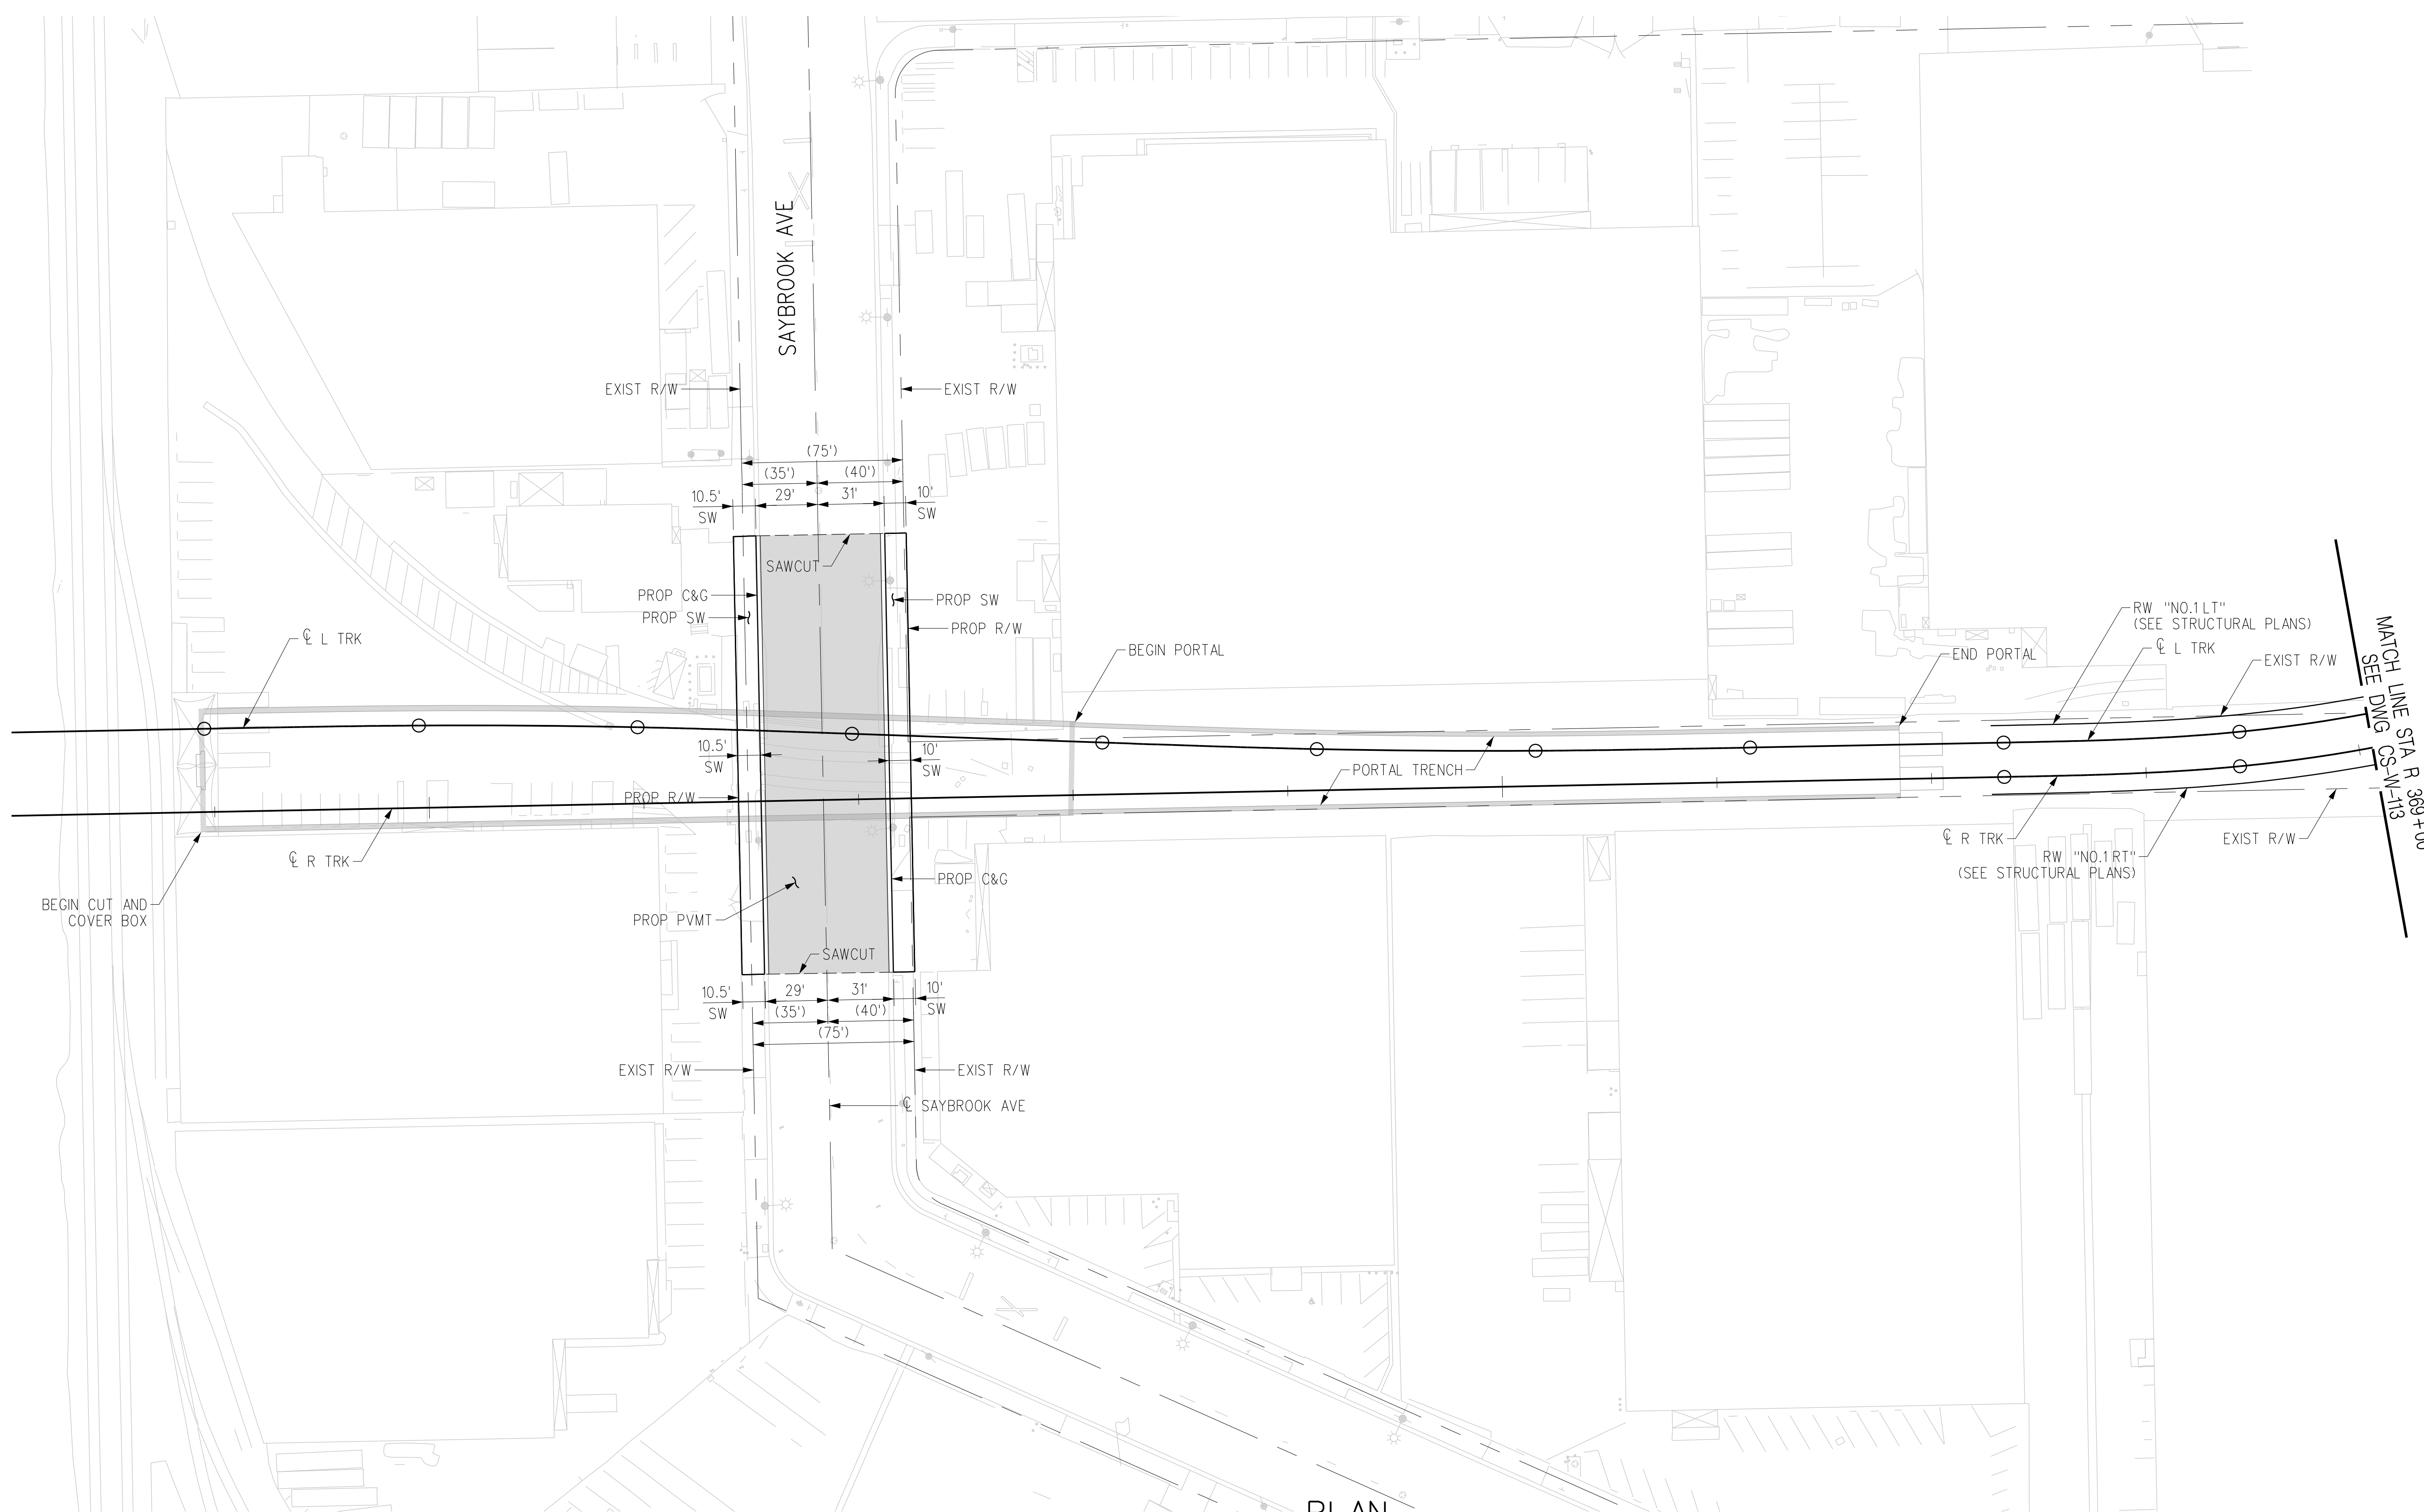 SAYBROOK AVE
EXIST R/W
EXIST R/W
(75')
(35')
(40')
10.5'
SW
29'
31'
10'
SW
SAWCUT
PROP C&G
PROP SW
PROP SW
PROP R/W
℄ L TRK
BEGIN PORTAL
END PORTAL
RW "NO.1 LT"
(SEE STRUCTURAL PLANS)
℄ L TRK
EXIST R/W
MATCH LINE STA R 369+00
SEE DWG CS-W-113
10.5'
SW
10'
SW
PORTAL TRENCH
PROP R/W
℄ R TRK
℄ R TRK
RW "NO.1 RT"
(SEE STRUCTURAL PLANS)
EXIST R/W
BEGIN CUT AND
COVER BOX
PROP C&G
PROP PVMT
SAWCUT
10.5'
SW
29'
31'
10'
SW
(35')
(40')
(75')
EXIST R/W
EXIST R/W
℄ SAYBROOK AVE
PLAN